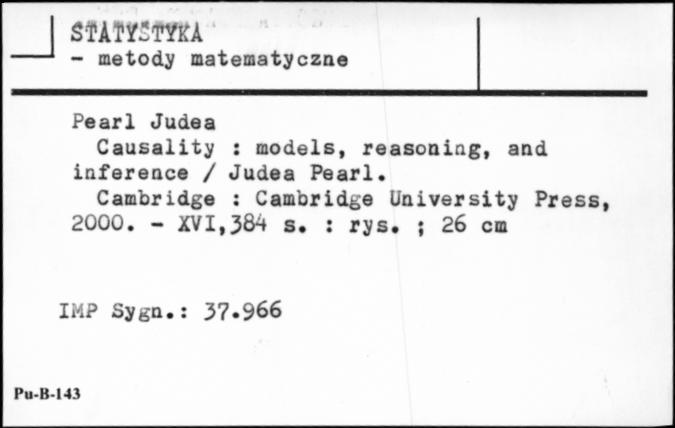 STATYSTYKA
- metody matematyczne
Pearl Judea
Causality : models, reasoning, and
inference / Judea Pearl.
Cambridge : Cambridge University Press,
2000. - XVI,384 s. : rys. ; 26 cm
IMP Sygn.: 37.966
Pu-B-143